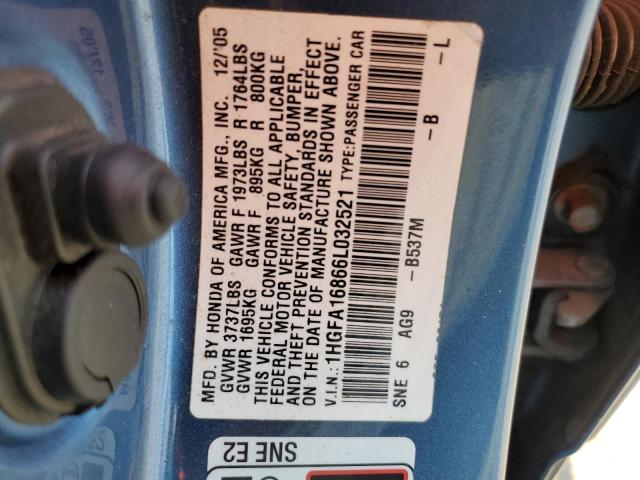 MFD. BY HONDA OF AMERICA MFG., INC. 12/'05
GVWR 3737LBS GAWR F 1973LBS R 1764LBS
GVWR 1695KG GAWR F 895KG R 800KG
THIS VEHICLE CONFORMS TO ALL APPLICABLE
FEDERAL MOTOR VEHICLE SAFETY, BUMPER,
AND THEFT PREVENTION STANDARDS IN EFFECT
ON THE DATE OF MANUFACTURE SHOWN ABOVE.
V.I.N.: 1HGFA16866L032521 TYPE:PASSENGER CAR
SNE 6 AG9 -B537M -B -L
SNE E2